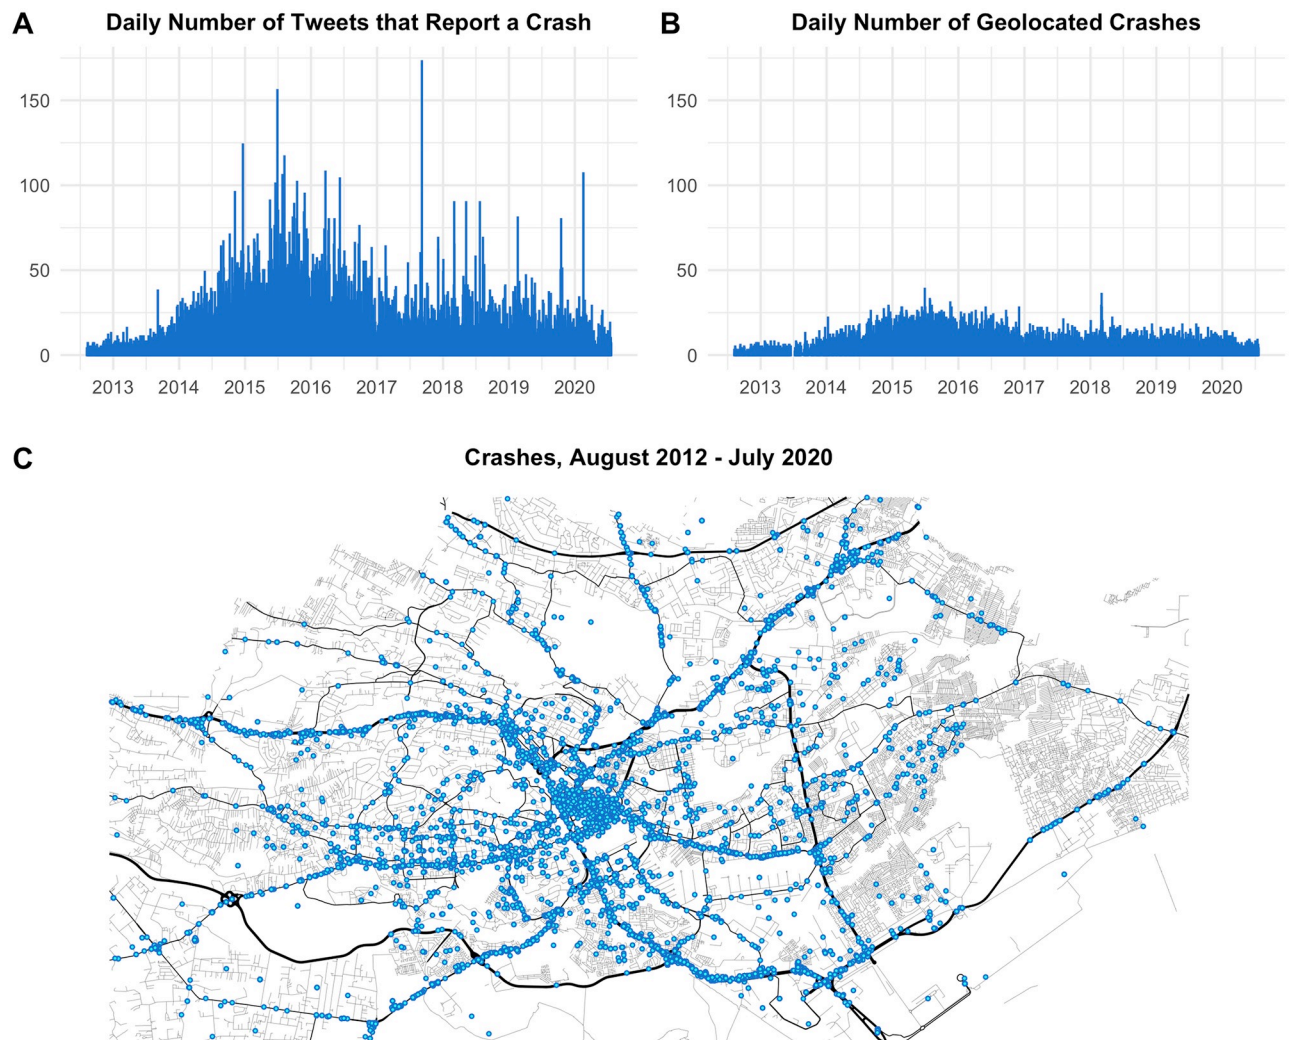 A Daily Number of Tweets that Report a Crash
150
100
50
0
2013 2014 2015 2016 2017 2018 2019 2020
B Daily Number of Geolocated Crashes
150
100
50
0
2013 2014 2015 2016 2017 2018 2019 2020
C Crashes, August 2012 - July 2020